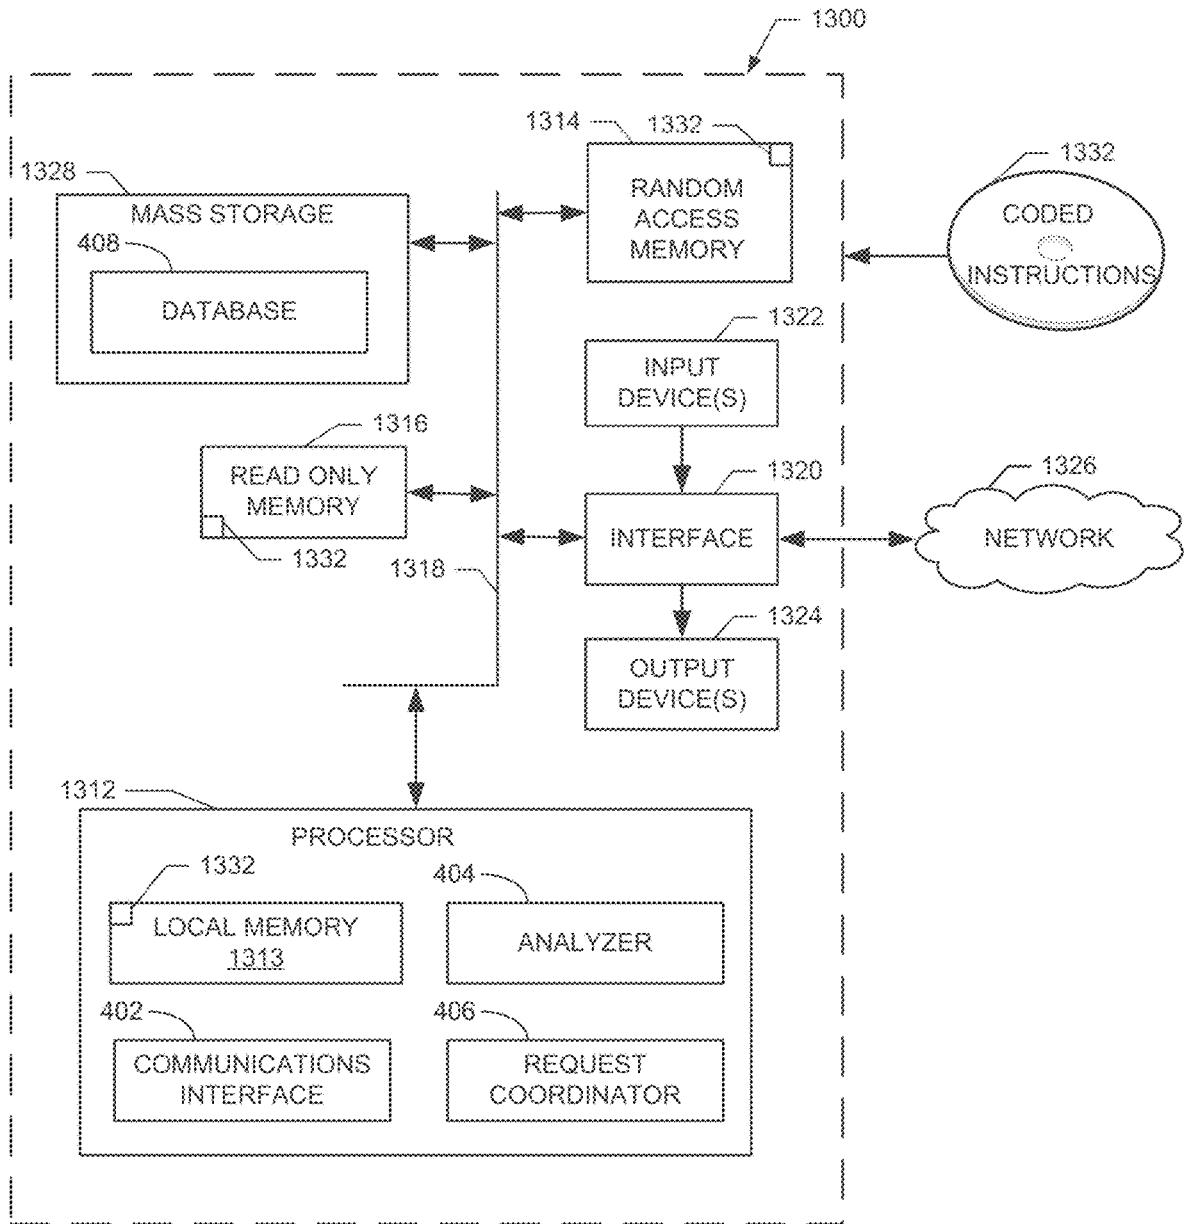 1300
1314
1332
1332
1328
MASS STORAGE
RANDOM
ACCESS
MEMORY
CODED
INSTRUCTIONS
408
DATABASE
1322
INPUT
DEVICE(S)
1316
READ ONLY
MEMORY
1332
1320
INTERFACE
1326
NETWORK
1318
1324
OUTPUT
DEVICE(S)
1312
PROCESSOR
1332
LOCAL MEMORY
1313
404
ANALYZER
402
COMMUNICATIONS
INTERFACE
406
REQUEST
COORDINATOR